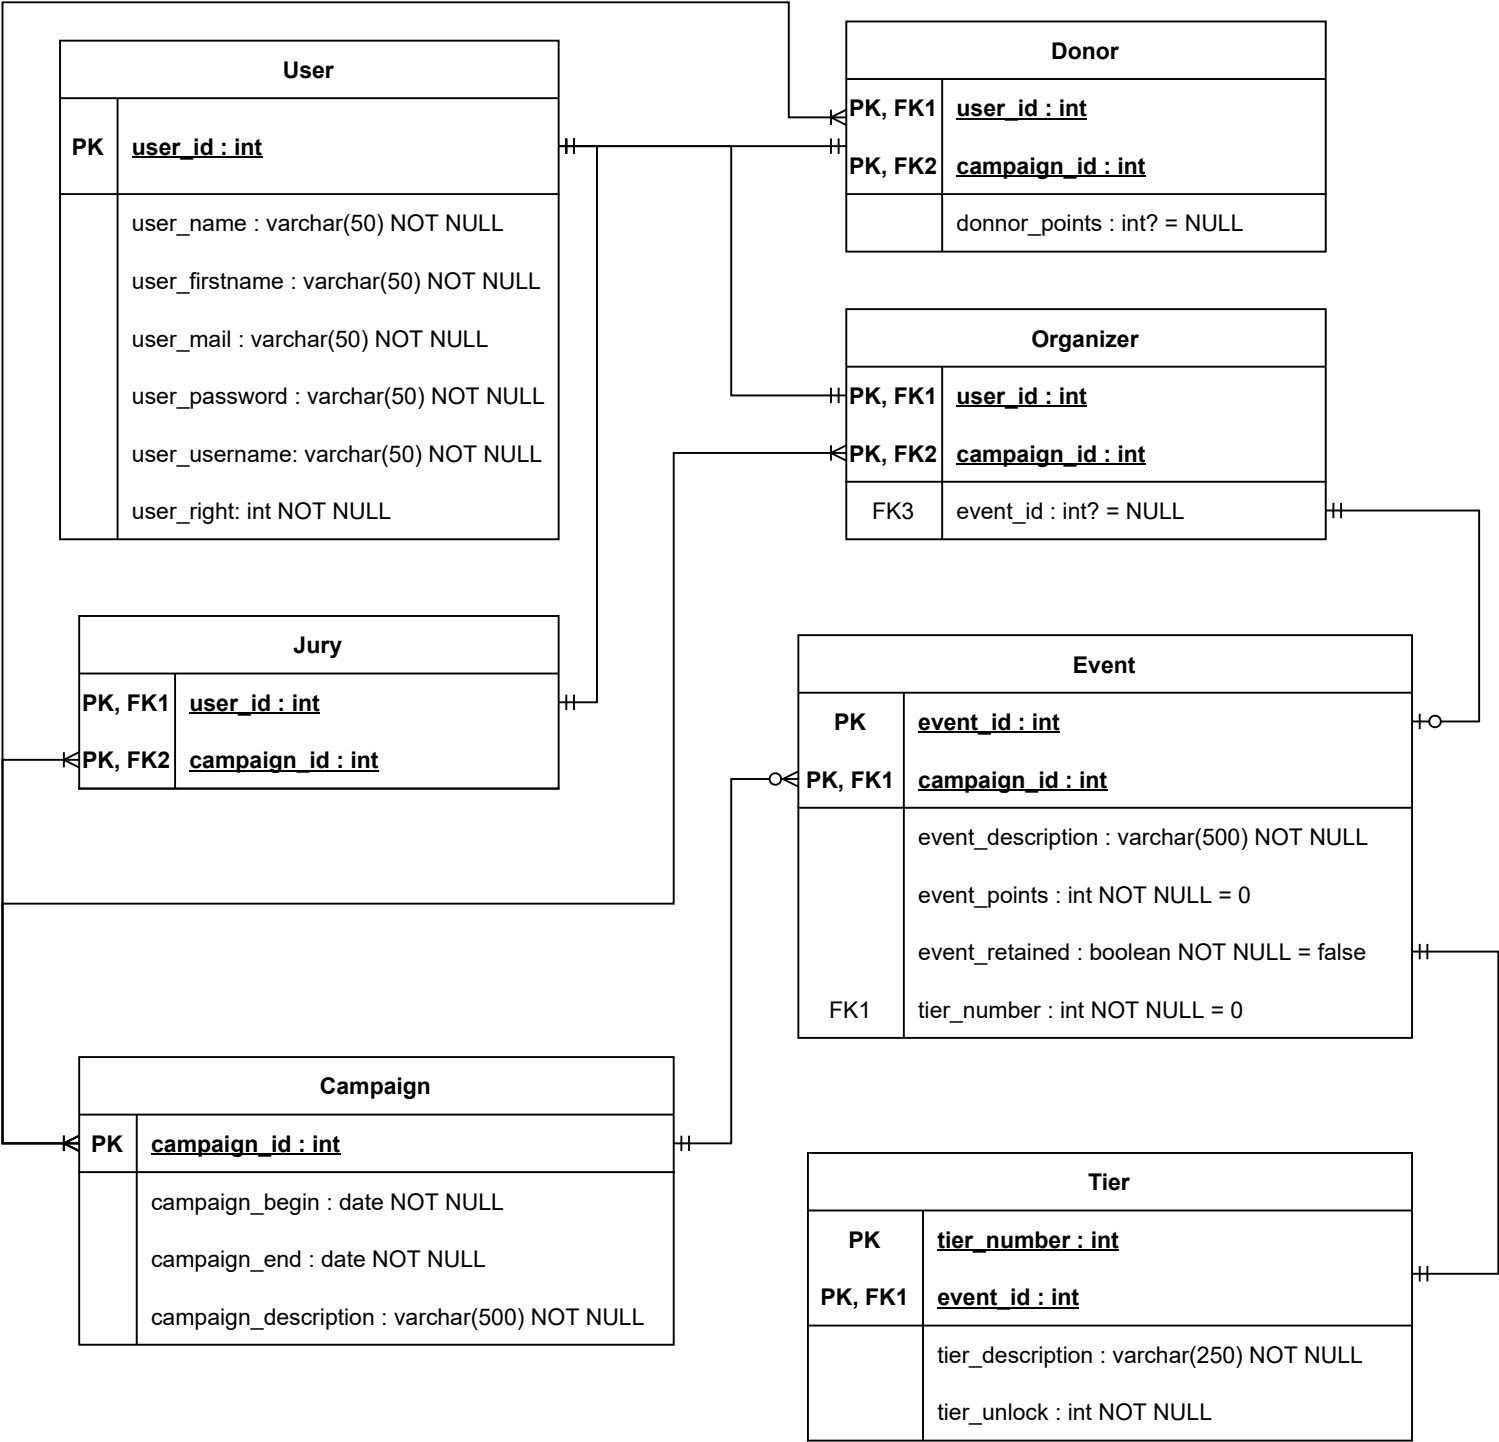 User
PK user_id : int
user_name : varchar(50) NOT NULL
user_firstname : varchar(50) NOT NULL
user_mail : varchar(50) NOT NULL
user_password : varchar(50) NOT NULL
user_username: varchar(50) NOT NULL
user_right: int NOT NULL
Donor
PK, FK1 user_id : int
PK, FK2 campaign_id : int
donnor_points : int? = NULL
Organizer
PK, FK1 user_id : int
PK, FK2 campaign_id : int
FK3 event_id : int? = NULL
Jury
PK, FK1 user_id : int
PK, FK2 campaign_id : int
Event
PK event_id : int
PK, FK1 campaign_id : int
event_description : varchar(500) NOT NULL
event_points : int NOT NULL = 0
event_retained : boolean NOT NULL = false
FK1 tier_number : int NOT NULL = 0
Campaign
PK campaign_id : int
campaign_begin : date NOT NULL
campaign_end : date NOT NULL
campaign_description : varchar(500) NOT NULL
Tier
PK tier_number : int
PK, FK1 event_id : int
tier_description : varchar(250) NOT NULL
tier_unlock : int NOT NULL